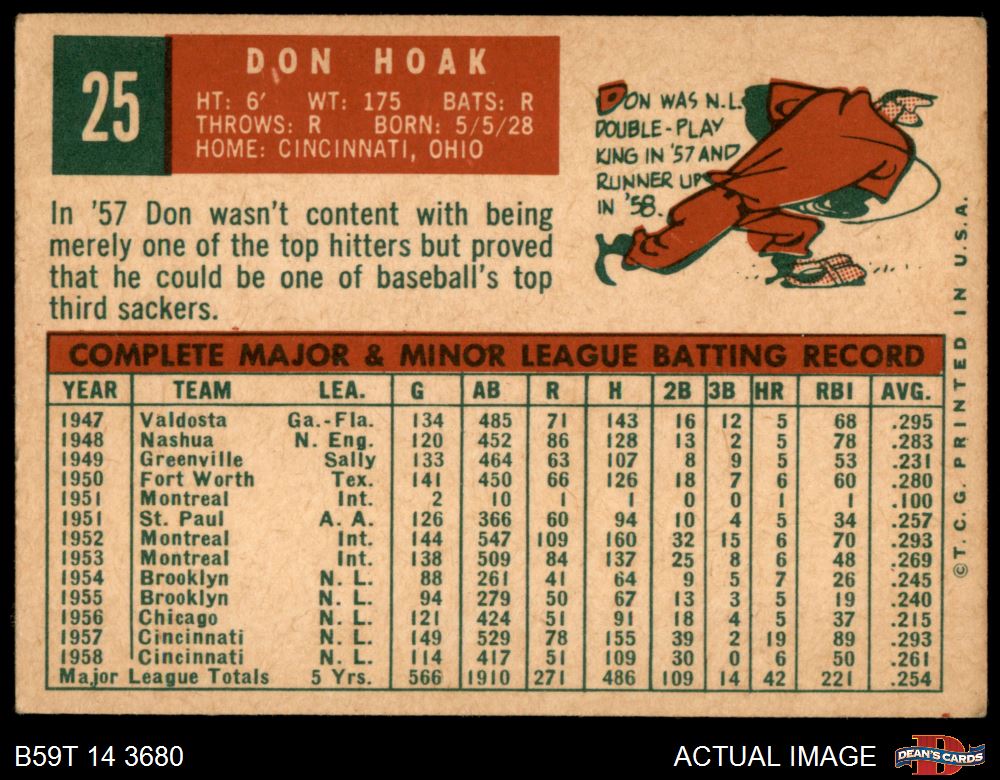 25
DON HOAK
HT: 6' WT: 175 BATS: R
THROWS: R BORN: 5/5/28
HOME: CINCINNATI, OHIO
In '57 Don wasn't content with being
merely one of the top hitters but proved
that he could be one of baseball's top
third sackers.
DON WAS N.L.
DOUBLE-PLAY
KING IN '57 AND
RUNNER UP
IN '58.
COMPLETE MAJOR & MINOR LEAGUE BATTING RECORD
YEAR TEAM LEA. G AB R H 2B 3B HR RBI AVG.
1947 Valdosta Ga.-Fla. 134 485 71 143 16 12 5 68 .295
1948 Nashua N. Eng. 120 452 86 128 13 2 5 78 .283
1949 Greenville Sally 133 464 63 107 8 9 5 53 .231
1950 Fort Worth Tex. 141 450 66 126 18 7 6 60 .280
1951 Montreal Int. 2 10 1 1 0 0 1 1 .100
1951 St. Paul A. A. 126 366 60 94 10 4 5 34 .257
1952 Montreal Int. 144 547 109 160 32 15 6 70 .293
1953 Montreal Int. 138 509 84 137 25 8 6 48 .269
1954 Brooklyn N. L. 88 261 41 64 9 5 7 26 .245
1955 Brooklyn N. L. 94 279 50 67 13 3 5 19 .240
1956 Chicago N. L. 121 424 51 91 18 4 5 37 .215
1957 Cincinnati N. L. 149 529 78 155 39 2 19 89 .293
1958 Cincinnati N. L. 114 417 51 109 30 0 6 50 .261
Major League Totals 5 Yrs. 566 1910 271 486 109 14 42 221 .254
©T. C. G. PRINTED IN U.S.A.
B59T 14 3680
ACTUAL IMAGE
DEAN'S CARDS